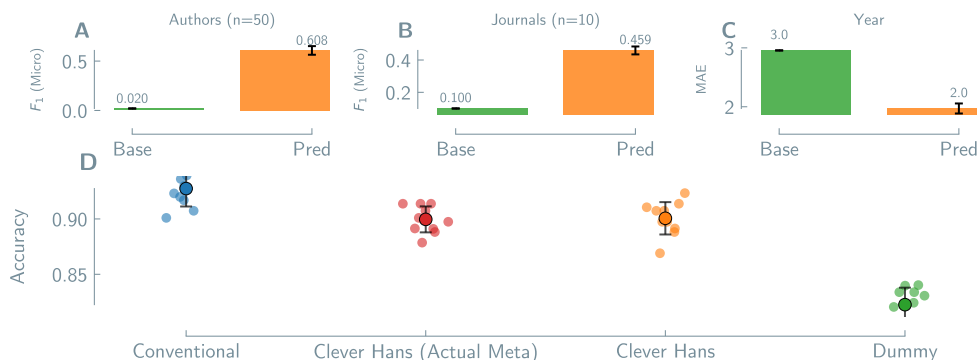 A Authors (n=50)
B Journals (n=10)
C Year
F₁ (Micro)
0.5
0.0
0.020
0.608
Base Pred
F₁ (Micro)
0.4
0.2
0.100
0.459
Base Pred
MAE
3
2
3.0
2.0
Base Pred
D
Accuracy
0.90
0.85
Conventional Clever Hans (Actual Meta) Clever Hans Dummy